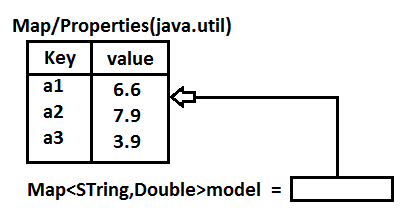 Map/Properties(java.util)
Key value
a1 6.6
a2 7.9
a3 3.9
Map<STring,Double>model =